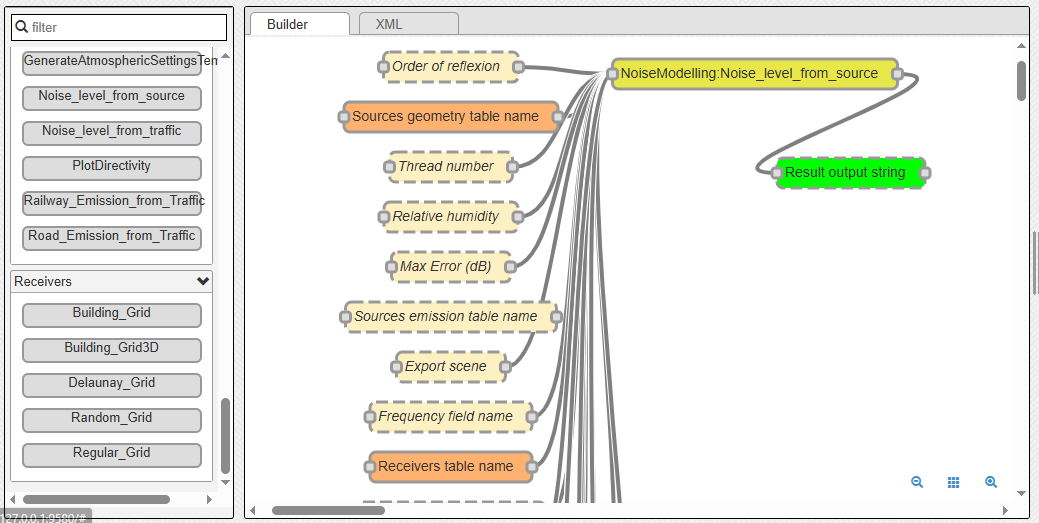 filter
GenerateAtmosphericSettingsTem
Noise_level_from_source
Noise_level_from_traffic
PlotDirectivity
Railway_Emission_from_Traffic
Road_Emission_from_Traffic
Receivers
Building_Grid
Building_Grid3D
Delaunay_Grid
Random_Grid
Regular_Grid
127.0.0.1:9580/#
Builder XML
Order of reflexion
NoiseModelling:Noise_level_from_source
Sources geometry table name
Thread number
Result output string
Relative humidity
Max Error (dB)
Sources emission table name
Export scene
Frequency field name
Receivers table name